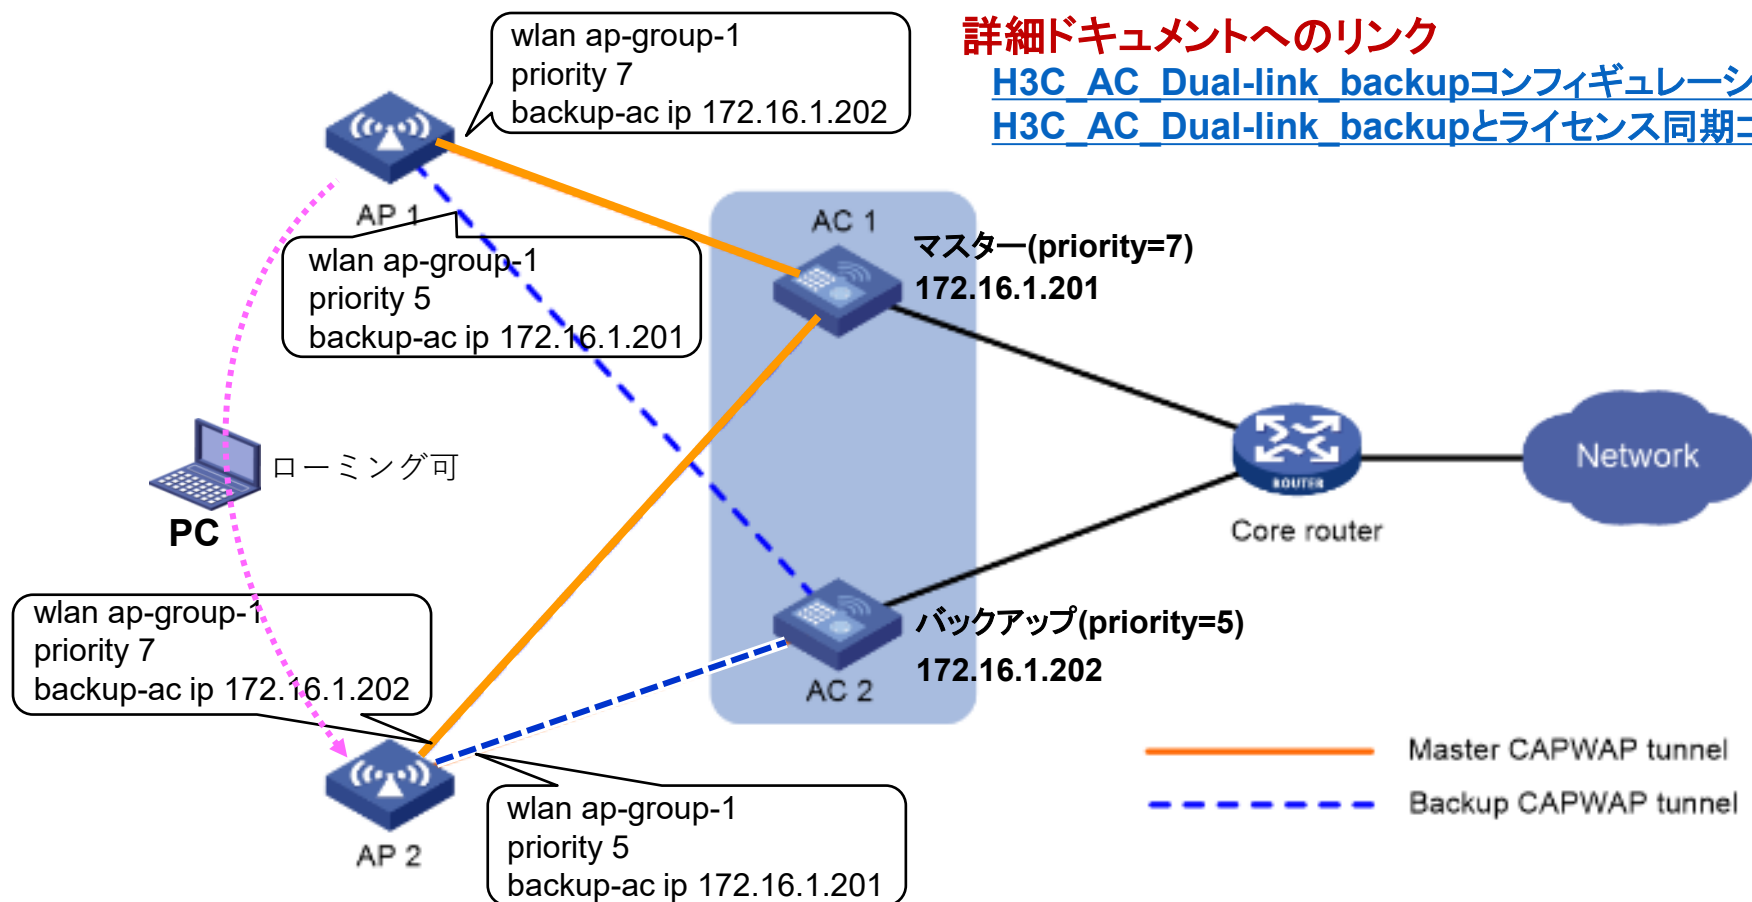 wlan ap-group-1
priority 7
backup-ac ip 172.16.1.202
詳細ドキュメントへのリンク
H3C_AC_Dual-link_backupコンフィギュレーシ
H3C_AC_Dual-link_backupとライセンス同期コ
AP 1
wlan ap-group-1
priority 5
backup-ac ip 172.16.1.201
AC 1
マスター(priority=7)
172.16.1.201
ローミング可
PC
ROUTER
Core router
Network
wlan ap-group-1
priority 7
backup-ac ip 172.16.1.202
バックアップ(priority=5)
172.16.1.202
AC 2
AP 2
wlan ap-group-1
priority 5
backup-ac ip 172.16.1.201
Master CAPWAP tunnel
Backup CAPWAP tunnel